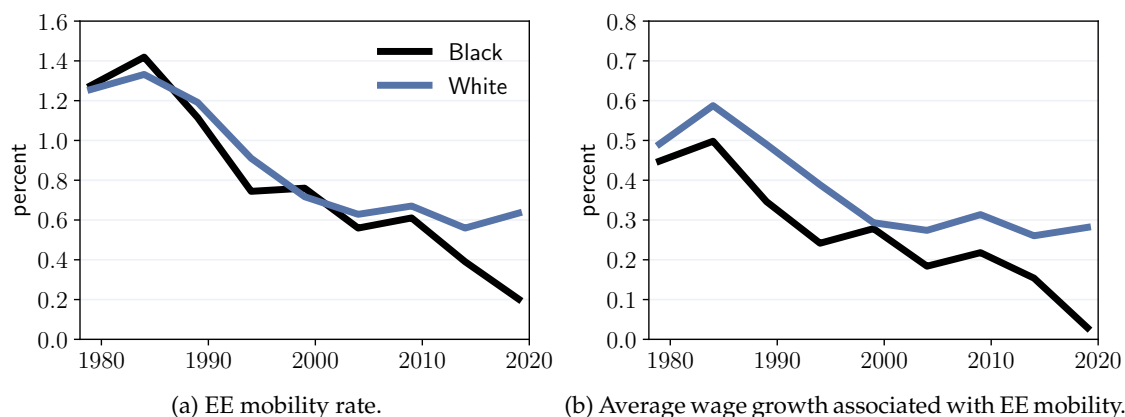 1.6
1.4
1.2
1.0
0.8
0.6
0.4
0.2
0.0
percent
Black
White
1980 1990 2000 2010 2020
(a) EE mobility rate.
0.8
0.7
0.6
0.5
0.4
0.3
0.2
0.1
0.0
percent
1980 1990 2000 2010 2020
(b) Average wage growth associated with EE mobility.